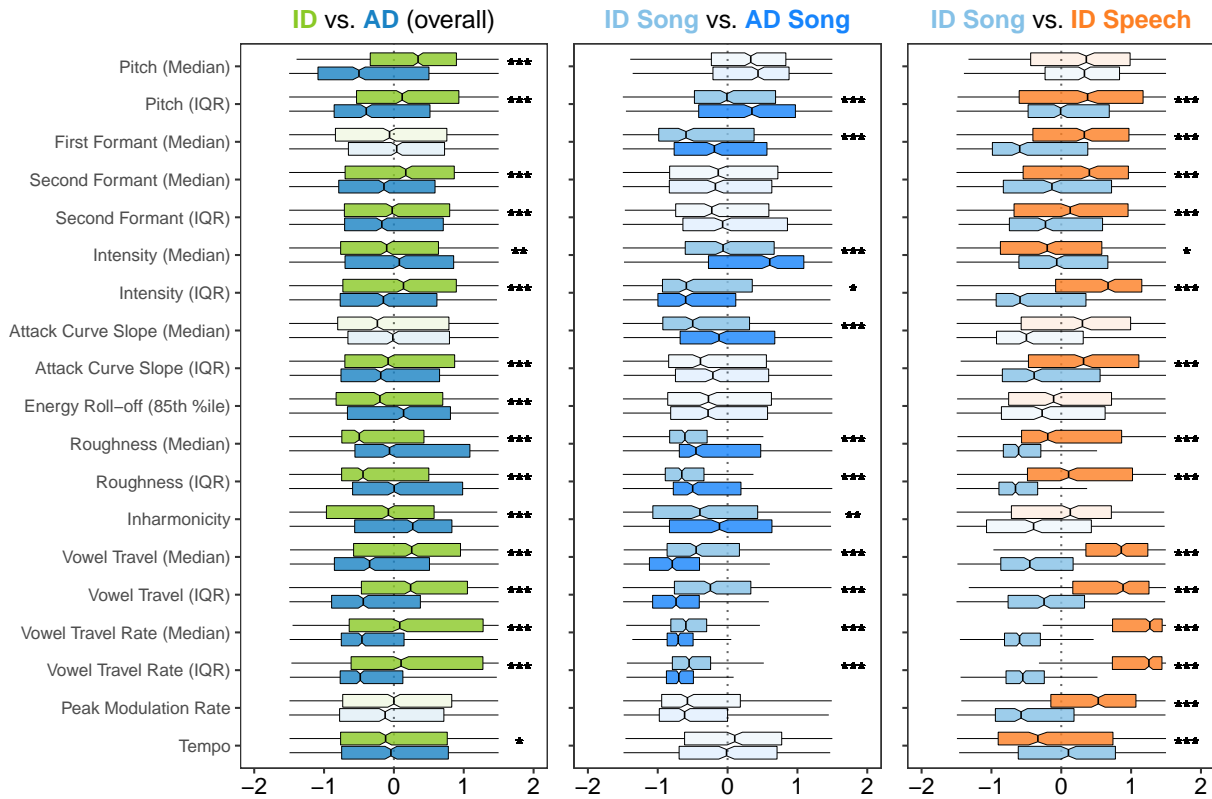 ID vs. AD (overall)
ID Song vs. AD Song
ID Song vs. ID Speech
Pitch (Median) *** ***
Pitch (IQR) *** *** ***
First Formant (Median) *** ***
Second Formant (Median) *** ***
Second Formant (IQR) *** ***
Intensity (Median) ** *** *
Intensity (IQR) *** * ***
Attack Curve Slope (Median) ***
Attack Curve Slope (IQR) *** ***
Energy Roll−off (85th %ile) ***
Roughness (Median) *** *** ***
Roughness (IQR) *** *** ***
Inharmonicity *** **
Vowel Travel (Median) *** *** ***
Vowel Travel (IQR) *** *** ***
Vowel Travel Rate (Median) *** *** ***
Vowel Travel Rate (IQR) *** *** ***
Peak Modulation Rate ***
Tempo * ***
−2 −1 0 1 2
−2 −1 0 1 2
−2 −1 0 1 2